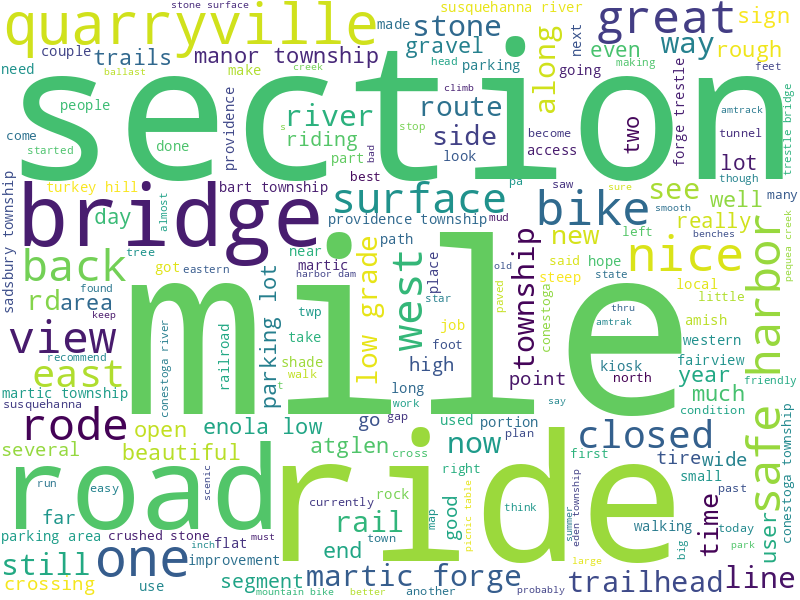 stone surface
susquehanna river
quarryville
made
stone
great
sign
couple
trails
manor township
gravel
along
next
even
way
rough
need
ballast
make
creek
head
parking
going
making
feet
section
people
come
started
done
providence
river
riding
part
s
stop
bad
climb
route
side
look
become
access
two
forge trestle
amtrack
tunnel
lot
though
trestle bridge
turkey hill
bart township
best
pa
saw
sure
smooth
see
well
many
sadsbury township
bridge
day
almost
surface
providence township
mud
bike
new
left
really
benches
safe harbor
pequea creek
tree
near
path
martic
harbor dam
old
said
hope
steep
state
nice
back
got
eastern
rd
area
found
keep
view
parking lot
low grade
west
place
star
paved
township
conestoga
local
little
thru
amtrak
amish
western
conestoga river
railroad
twp
take
shade
walk
t
mile
job
foot
high
kiosk
north
fairview
year
friendly
east
recommend
martic township
susquehanna
long
work
point
much
condition
rode
open
enola low
go
gap
used
portion
say
closed
beautiful
several
atglen
cross
now
plan
right
first
tire
wide
small
past
user
conestoga township
road
scenic
ride
run
easy
far
currently
rock
rail
map
good
picnic table
think
summer
eden township
walking
big
time
today
park
parking area
crushed stone
must
town
end
still
one
inch
flat
improvement
crossing
use
segment
mountain bike
martic forge
better
another
probably
large
trailhead
line